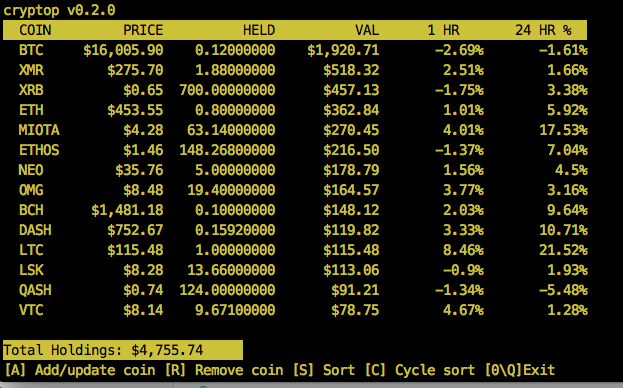 cryptop v0.2.0
COIN PRICE HELD VAL 1 HR 24 HR %
BTC $16,005.90 0.12000000 $1,920.71 -2.69% -1.61%
XMR $275.70 1.88000000 $518.32 2.51% 1.66%
XRB $0.65 700.00000000 $457.13 -1.75% 3.38%
ETH $453.55 0.80000000 $362.84 1.01% 5.92%
MIOTA $4.28 63.14000000 $270.45 4.01% 17.53%
ETHOS $1.46 148.26800000 $216.50 -1.37% 7.04%
NEO $35.76 5.00000000 $178.79 1.56% 4.5%
OMG $8.48 19.40000000 $164.57 3.77% 3.16%
BCH $1,481.18 0.10000000 $148.12 2.03% 9.64%
DASH $752.67 0.15920000 $119.82 3.33% 10.71%
LTC $115.48 1.00000000 $115.48 8.46% 21.52%
LSK $8.28 13.66000000 $113.06 -0.9% 1.93%
QASH $0.74 124.00000000 $91.21 -1.34% -5.48%
VTC $8.14 9.67100000 $78.75 4.67% 1.28%
Total Holdings: $4,755.74
[A] Add/update coin [R] Remove coin [S] Sort [C] Cycle sort [0\Q]Exit